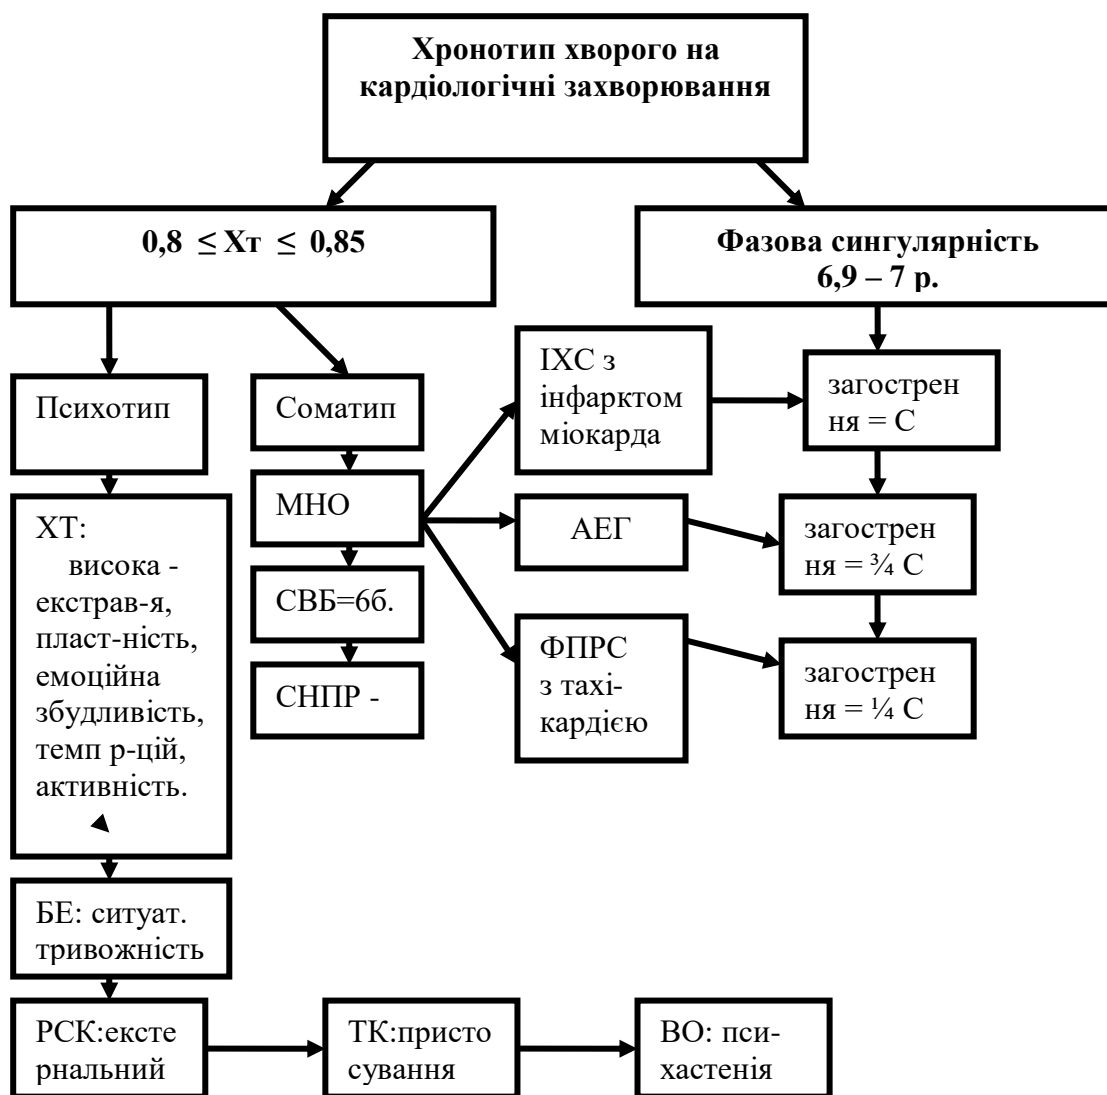 Хронотип хворого на
кардіологічні захворювання
0,8 ≤ Хт ≤ 0,85
Фазова сингулярність
6,9 – 7 р.
Психотип
Соматип
ІХС з
інфарктом
міокарда
загострен
ня = С
ХТ:
висока -
екстрав-я,
пласт-ність,
емоційна
збудливість,
темп р-цій,
активність.
МНО
СВБ=6б.
СНПР -
АЕГ
загострен
ня = ¾ С
ФПРС
з тахі-
кардією
загострен
ня = ¼ С
БЕ: ситуат.
тривожність
РСК:ексте
рнальний
ТК:присто
сування
ВО: пси-
хастенія